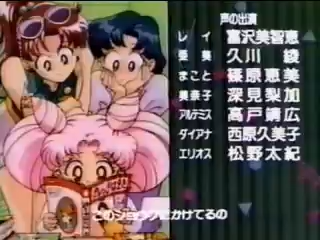 声の出演
レイ 富沢美智恵
亜美 久川 綾
まこと 篠原恵美
美奈子 深見梨加
アルテミス 高戸靖広
ダイアナ 西原久美子
エリオス 松野太紀
このジョークにかけてるの